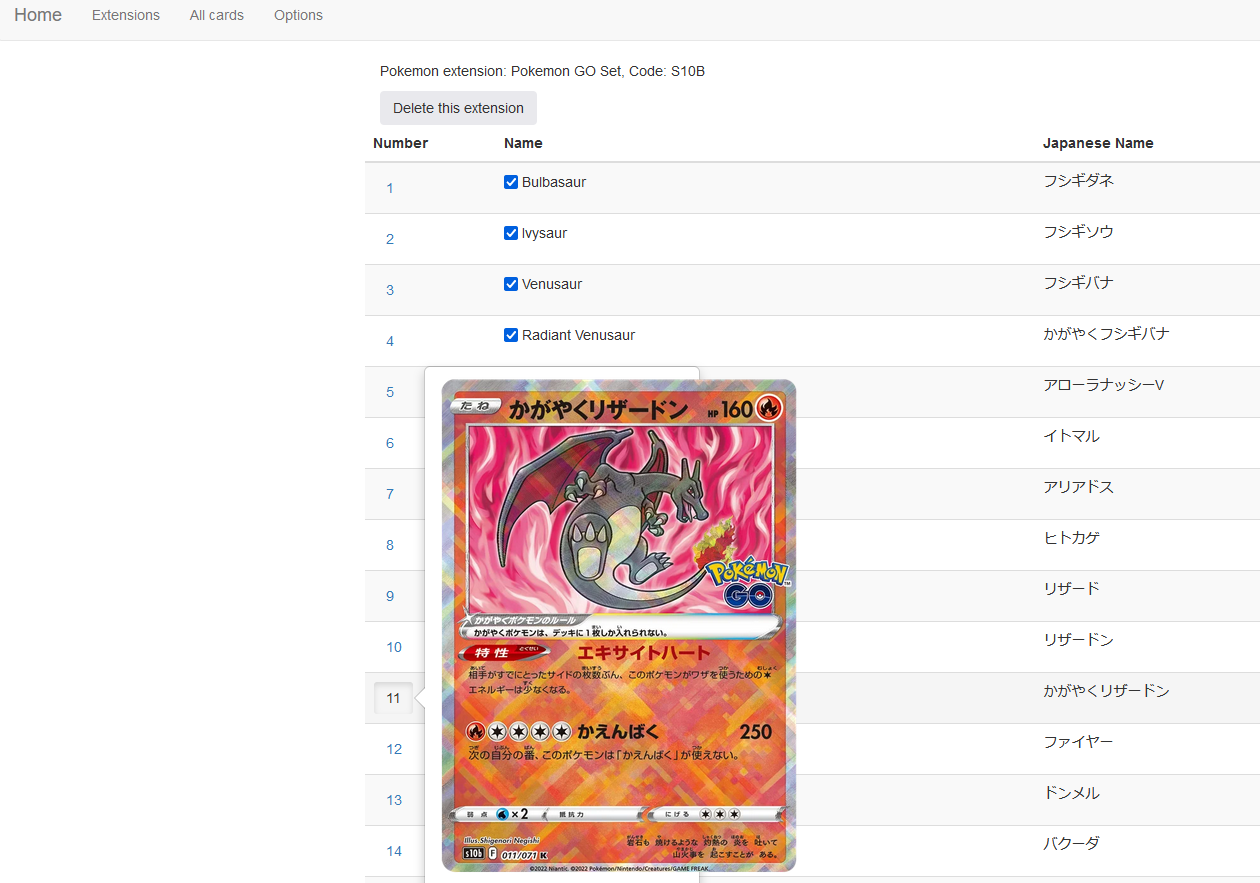 Home Extensions All cards Options
Pokemon extension: Pokemon GO Set, Code: S10B
Delete this extension
Number Name Japanese Name
1 Bulbasaur フシギダネ
2 Ivysaur フシギソウ
3 Venusaur フシギバナ
4 Radiant Venusaur かがやくフシギバナ
5 アローラナッシーV
6 イトマル
7 アリアドス
8 ヒトカゲ
9 リザード
10 リザードン
11 かがやくリザードン
12 ファイヤー
13 ドンメル
14 バクーダ
たね かがやくリザードン HP 160
POKÉMON GO
かがやくポケモンのルール
かがやくポケモンは、デッキに1枚しか入れられない。
特性 とくせい エキサイトハート
相手がすでにとったサイドの枚数ぶん、このポケモンがワザを使うための
エネルギーは少なくなる。
かえんばく 250
次の自分の番、このポケモンは「かえんばく」が使えない。
弱点 ×2 抵抗力 にげる
Illus. Shigenori Negishi
s10b F 011/071 K
岩石も 焼けるような 灼熱の 炎を 吐いて
山火事を 起こすことが ある。
©2022 Niantic. ©2022 Pokémon/Nintendo/Creatures/GAME FREAK.